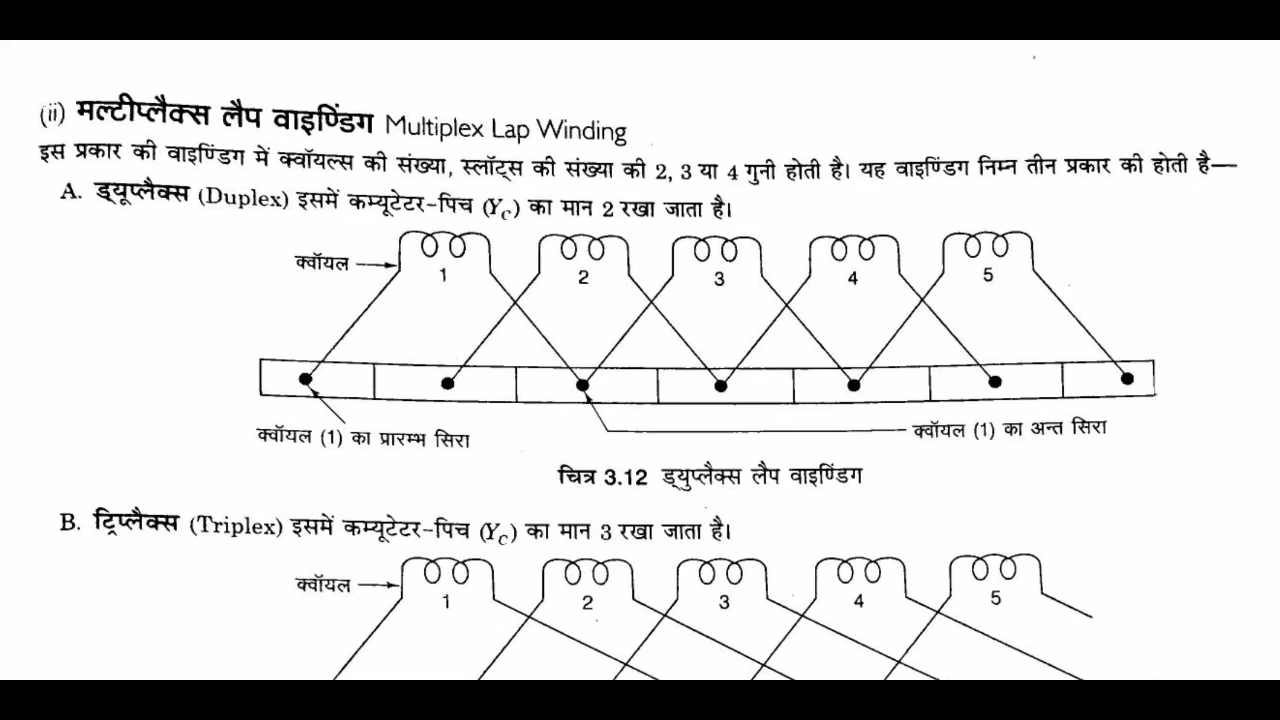 (ii) मल्टीप्लैक्स लैप वाइण्डिंग Multiplex Lap Winding
इस प्रकार की वाइण्डिंग में क्वॉयल्स की संख्या, स्लॉट्स की संख्या की 2, 3 या 4 गुनी होती है। यह वाइण्डिंग निम्न तीन प्रकार की होती है—
A. ड्यूप्लैक्स (Duplex) इसमें कम्यूटेटर-पिच (Y_C) का मान 2 रखा जाता है।
क्वॉयल
1 2 3 4 5
क्वॉयल (1) का प्रारम्भ सिरा
क्वॉयल (1) का अन्त सिरा
चित्र 3.12 ड्युप्लैक्स लैप वाइण्डिंग
B. ट्रिप्लैक्स (Triplex) इसमें कम्यूटेटर-पिच (Y_C) का मान 3 रखा जाता है।
क्वॉयल
1 2 3 4 5